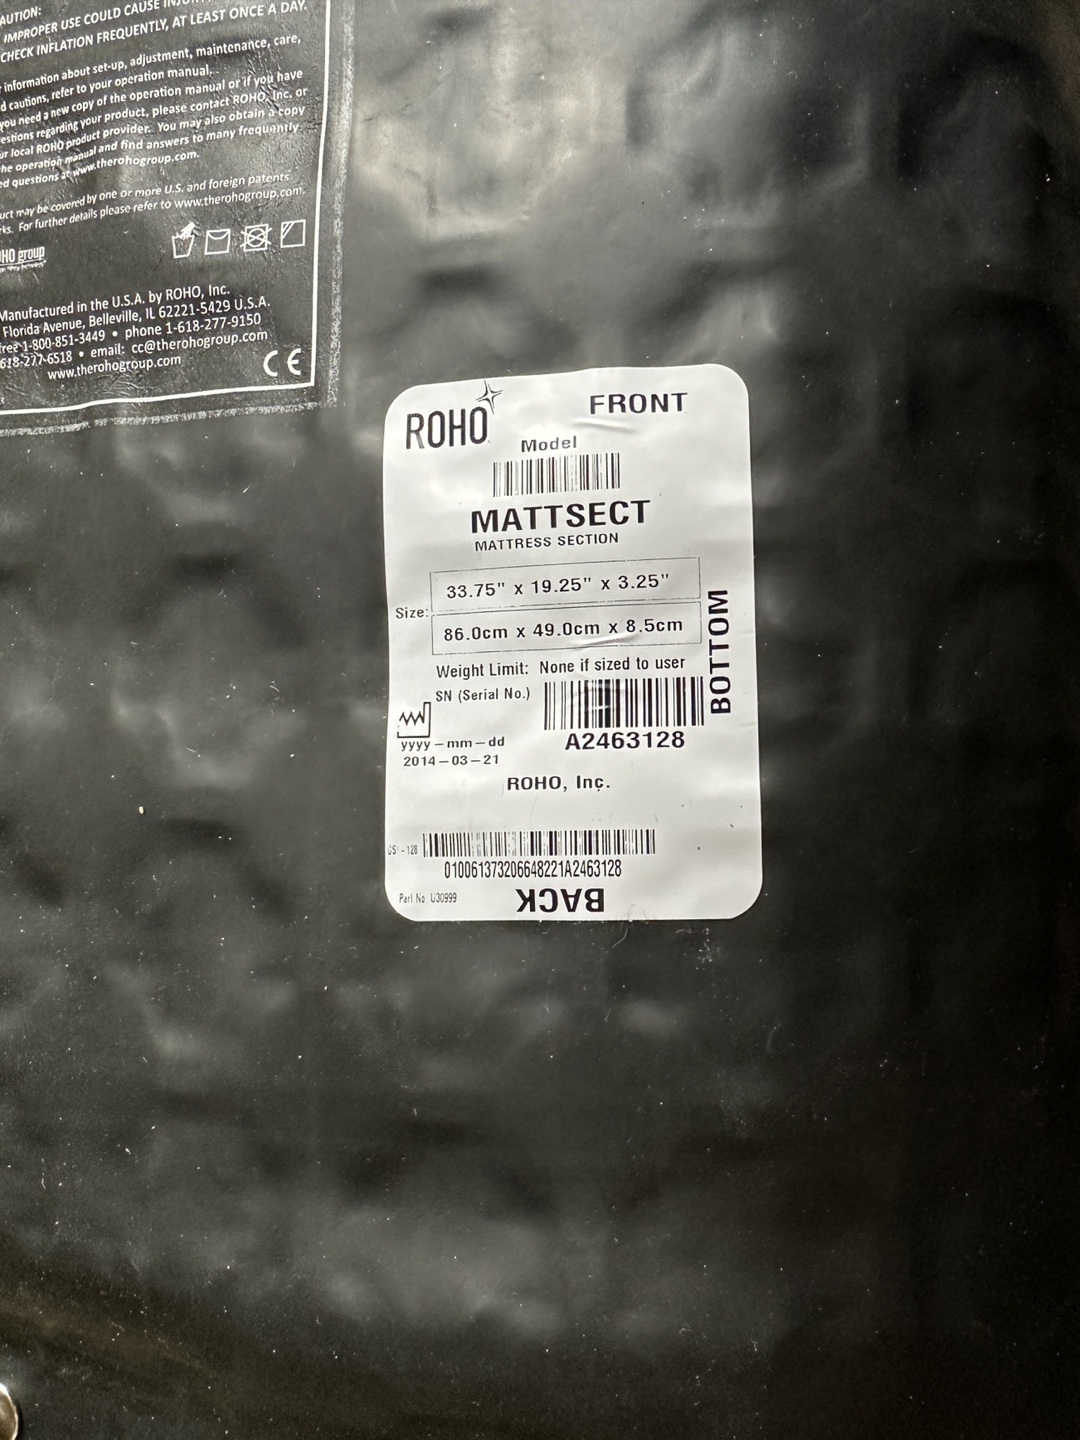 AUTION:
IMPROPER USE COULD CAUSE
CHECK INFLATION FREQUENTLY, AT LEAST ONCE A DAY.
information about set-up, adjustment, maintenance, care,
d cautions, refer to your operation manual.
you need a new copy of the operation manual or if you have
estions regarding your product, please contact ROHO, Inc. or
ur local ROHO product provider. You may also obtain a copy
he operation manual and find answers to many frequently
ed questions at www.therohogroup.com.
uct may be covered by one or more U.S. and foreign patents
ks. For further details please refer to www.therohogroup.com.
HO group
Manufactured in the U.S.A. by ROHO, Inc.
Florida Avenue, Belleville, IL 62221-5429 U.S.A.
free 1-800-851-3449 • phone 1-618-277-9150
618-277-6518 • email: cc@therohogroup.com
www.therohogroup.com
CE
ROHO
FRONT
Model
MATTSECT
MATTRESS SECTION
Size:
33.75" x 19.25" x 3.25"
86.0cm x 49.0cm x 8.5cm
BOTTOM
Weight Limit: None if sized to user
SN (Serial No.)
A2463128
yyyy-mm-dd
2014-03-21
ROHO, Inc.
GS1-128
010061373206648221A2463128
Part No. U30999
BACK